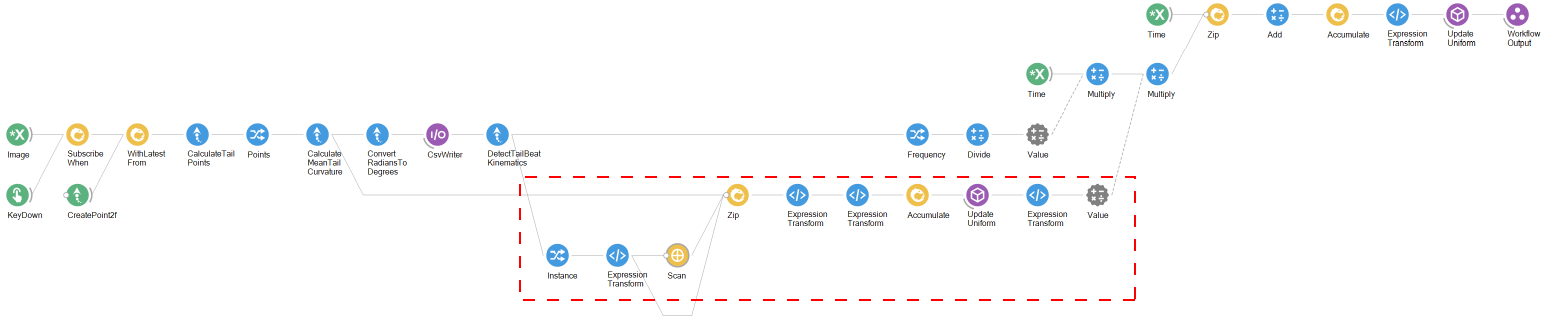 Time
Zip
Add
Accumulate
Expression
Transform
Update
Uniform
Workflow
Output
Time
Multiply
Multiply
Image
Subscribe
When
WithLatest
From
CalculateTail
Points
Points
Calculate
MeanTail
Curvature
Convert
RadiansTo
Degrees
CsvWriter
DetectTailBeat
Kinematics
Frequency
Divide
Value
KeyDown
CreatePoint2f
Zip
Expression
Transform
Expression
Transform
Accumulate
Update
Uniform
Expression
Transform
Value
Instance
Expression
Transform
Scan